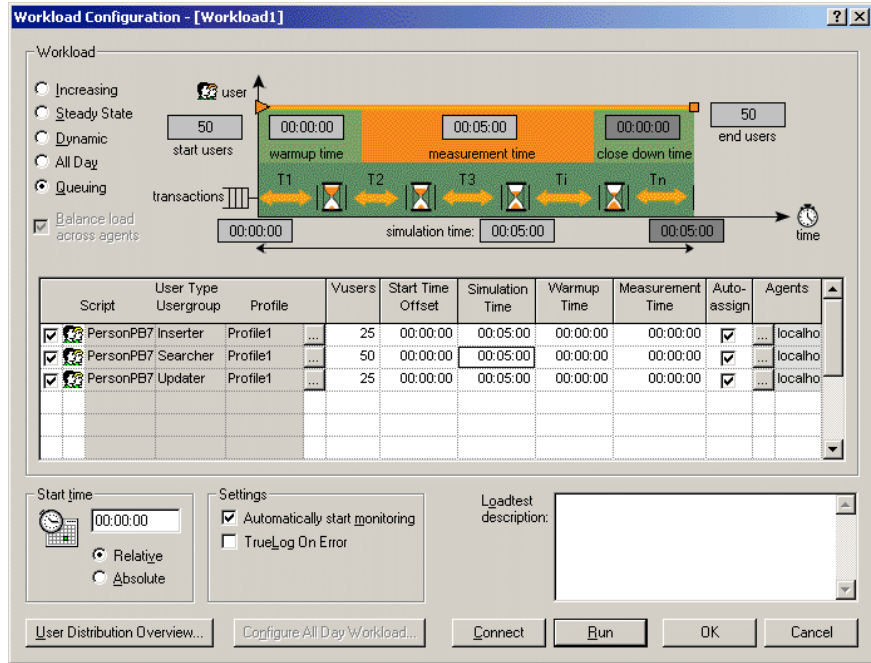 Workload Configuration - [Workload1]
Workload
Increasing
Steady State
Dynamic
All Day
Queuing
Balance load
across agents
user
50
start users
00:00:00
warmup time
00:05:00
measurement time
00:00:00
close down time
50
end users
T1
T2
T3
Ti
Tn
transactions
00:00:00
simulation time:
00:05:00
00:05:00
time
Script
User Type
Usergroup
Profile
Vusers
Start Time
Offset
Simulation
Time
Warmup
Time
Measurement
Time
Auto-
assign
Agents
PersonPB7 Inserter Profile1 ... 25 00:00:00 00:05:00 00:00:00 00:00:00 ... localho
PersonPB7 Searcher Profile1 ... 50 00:00:00 00:05:00 00:00:00 00:00:00 ... localho
PersonPB7 Updater Profile1 ... 25 00:00:00 00:05:00 00:00:00 00:00:00 ... localho
Start time
00:00:00
Relative
Absolute
Settings
Automatically start monitoring
TrueLog On Error
Loadtest
description:
User Distribution Overview...
Configure All Day Workload...
Connect
Run
OK
Cancel